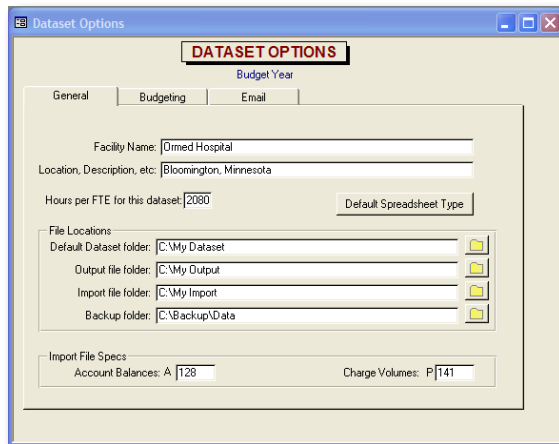 Dataset Options
DATASET OPTIONS
Budget Year
General Budgeting Email
Facility Name: Ormed Hospital
Location, Description, etc: Bloomington, Minnesota
Hours per FTE for this dataset: 2080 Default Spreadsheet Type
File Locations
Default Dataset folder: C:\My Dataset
Output file folder: C:\My Output
Import file folder: C:\My Import
Backup folder: C:\Backup\Data
Import File Specs
Account Balances: A 128 Charge Volumes: P 141